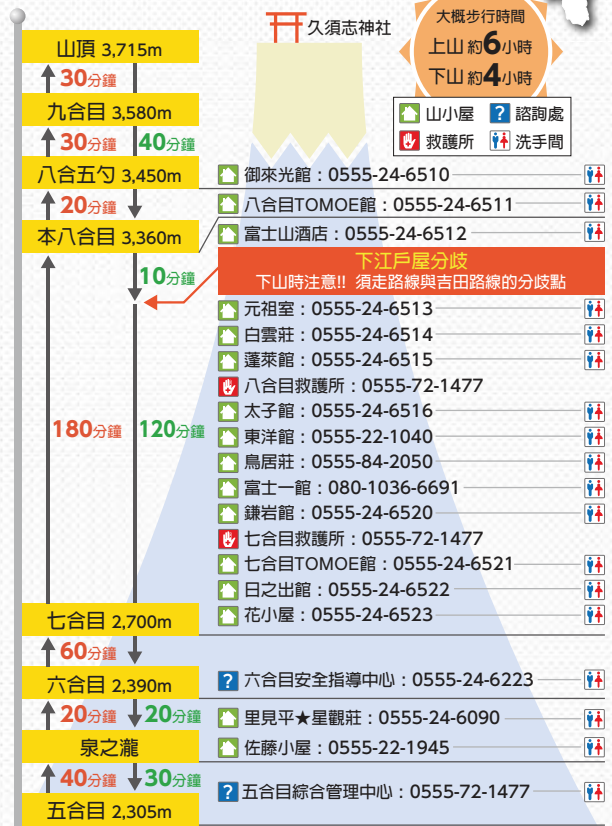 久須志神社
大概步行時間
上山 約6小時
下山 約4小時
山小屋
諮詢處
救護所
洗手間
山頂 3,715m
30分鐘
九合目 3,580m
30分鐘
40分鐘
八合五勺 3,450m
20分鐘
本八合目 3,360m
10分鐘
180分鐘
120分鐘
七合目 2,700m
60分鐘
六合目 2,390m
20分鐘
20分鐘
泉之瀧
40分鐘
30分鐘
五合目 2,305m
御來光館：0555-24-6510
八合目TOMOE館：0555-24-6511
富士山酒店：0555-24-6512
下江戶屋分歧
下山時注意!! 須走路線與吉田路線的分歧點
元祖室：0555-24-6513
白雲莊：0555-24-6514
蓬萊館：0555-24-6515
八合目救護所：0555-72-1477
太子館：0555-24-6516
東洋館：0555-22-1040
鳥居莊：0555-84-2050
富士一館：080-1036-6691
鎌岩館：0555-24-6520
七合目救護所：0555-72-1477
七合目TOMOE館：0555-24-6521
日之出館：0555-24-6522
花小屋：0555-24-6523
六合目安全指導中心：0555-24-6223
里見平★星觀莊：0555-24-6090
佐藤小屋：0555-22-1945
五合目綜合管理中心：0555-72-1477